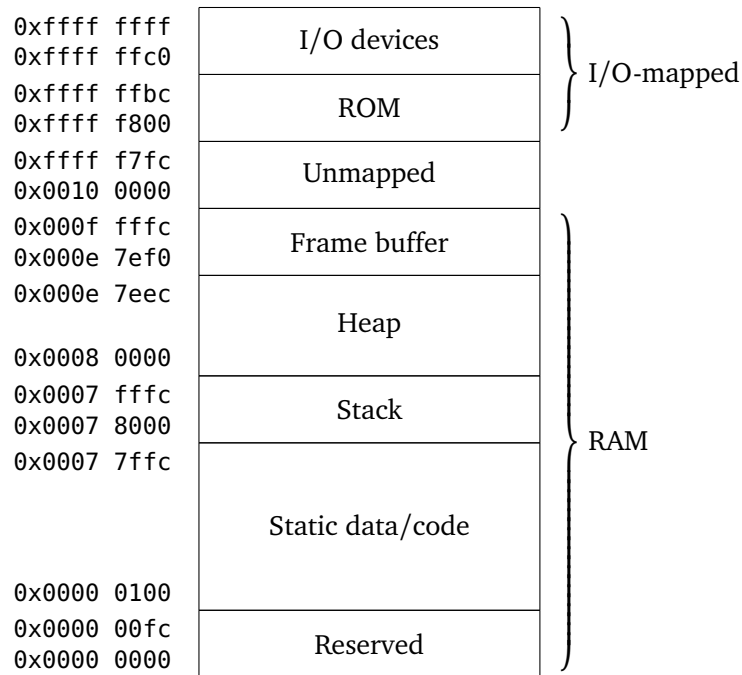 0xffff ffff
I/O devices
0xffff ffc0
I/O-mapped
0xffff ffbc
ROM
0xffff f800
0xffff f7fc
Unmapped
0x0010 0000
0x000f fffc
Frame buffer
0x000e 7ef0
0x000e 7eec
Heap
0x0008 0000
0x0007 fffc
Stack
0x0007 8000
RAM
0x0007 7ffc
Static data/code
0x0000 0100
0x0000 00fc
Reserved
0x0000 0000